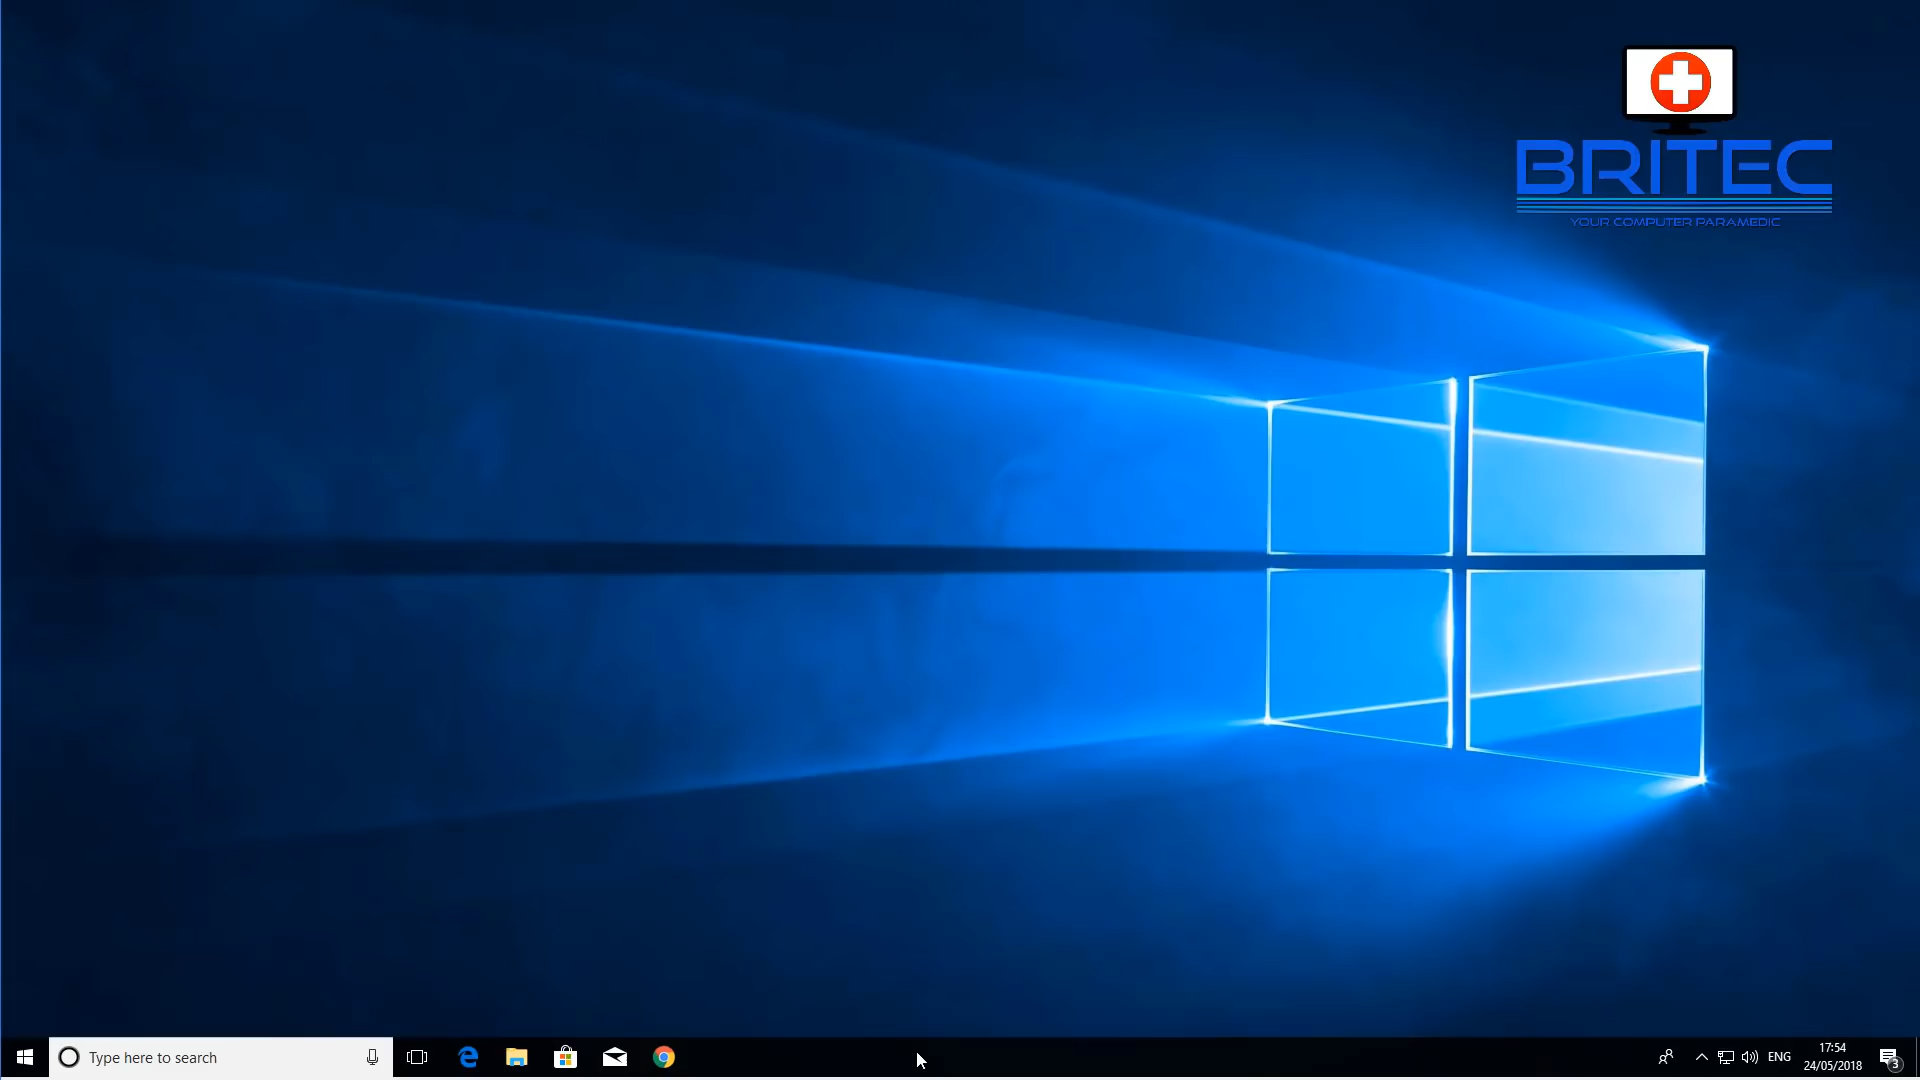 BRITEC
YOUR COMPUTER PARAMEDIC
Type here to search
ENG
17:54
24/05/2018
3